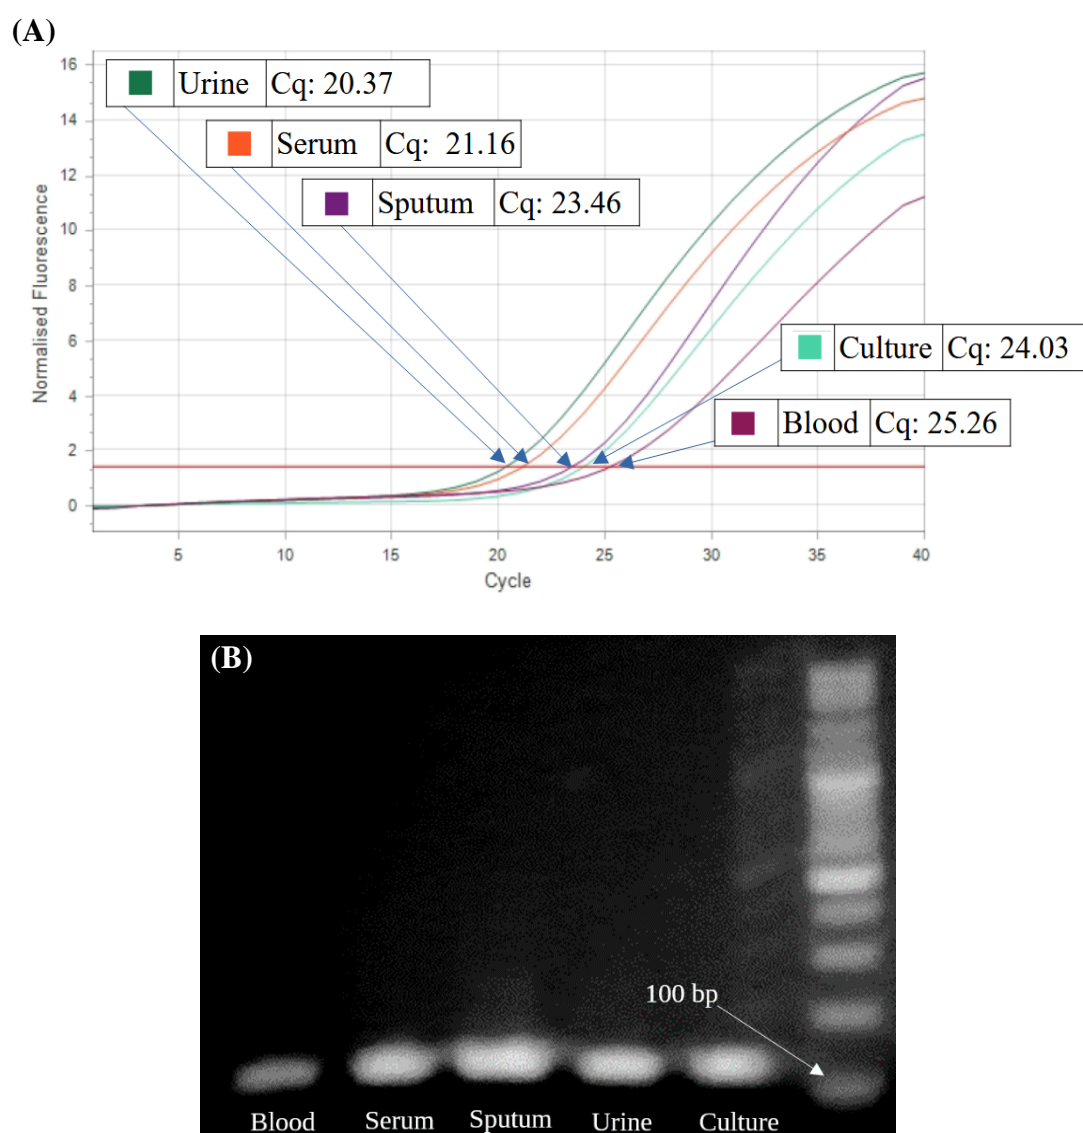 (A)
16
14
12
10
8
6
4
2
0
Normalised Fluorescence
Urine Cq: 20.37
Serum Cq: 21.16
Sputum Cq: 23.46
Culture Cq: 24.03
Blood Cq: 25.26
5 10 15 20 25 30 35 40
Cycle
(B)
100 bp
Blood Serum Sputum Urine Culture